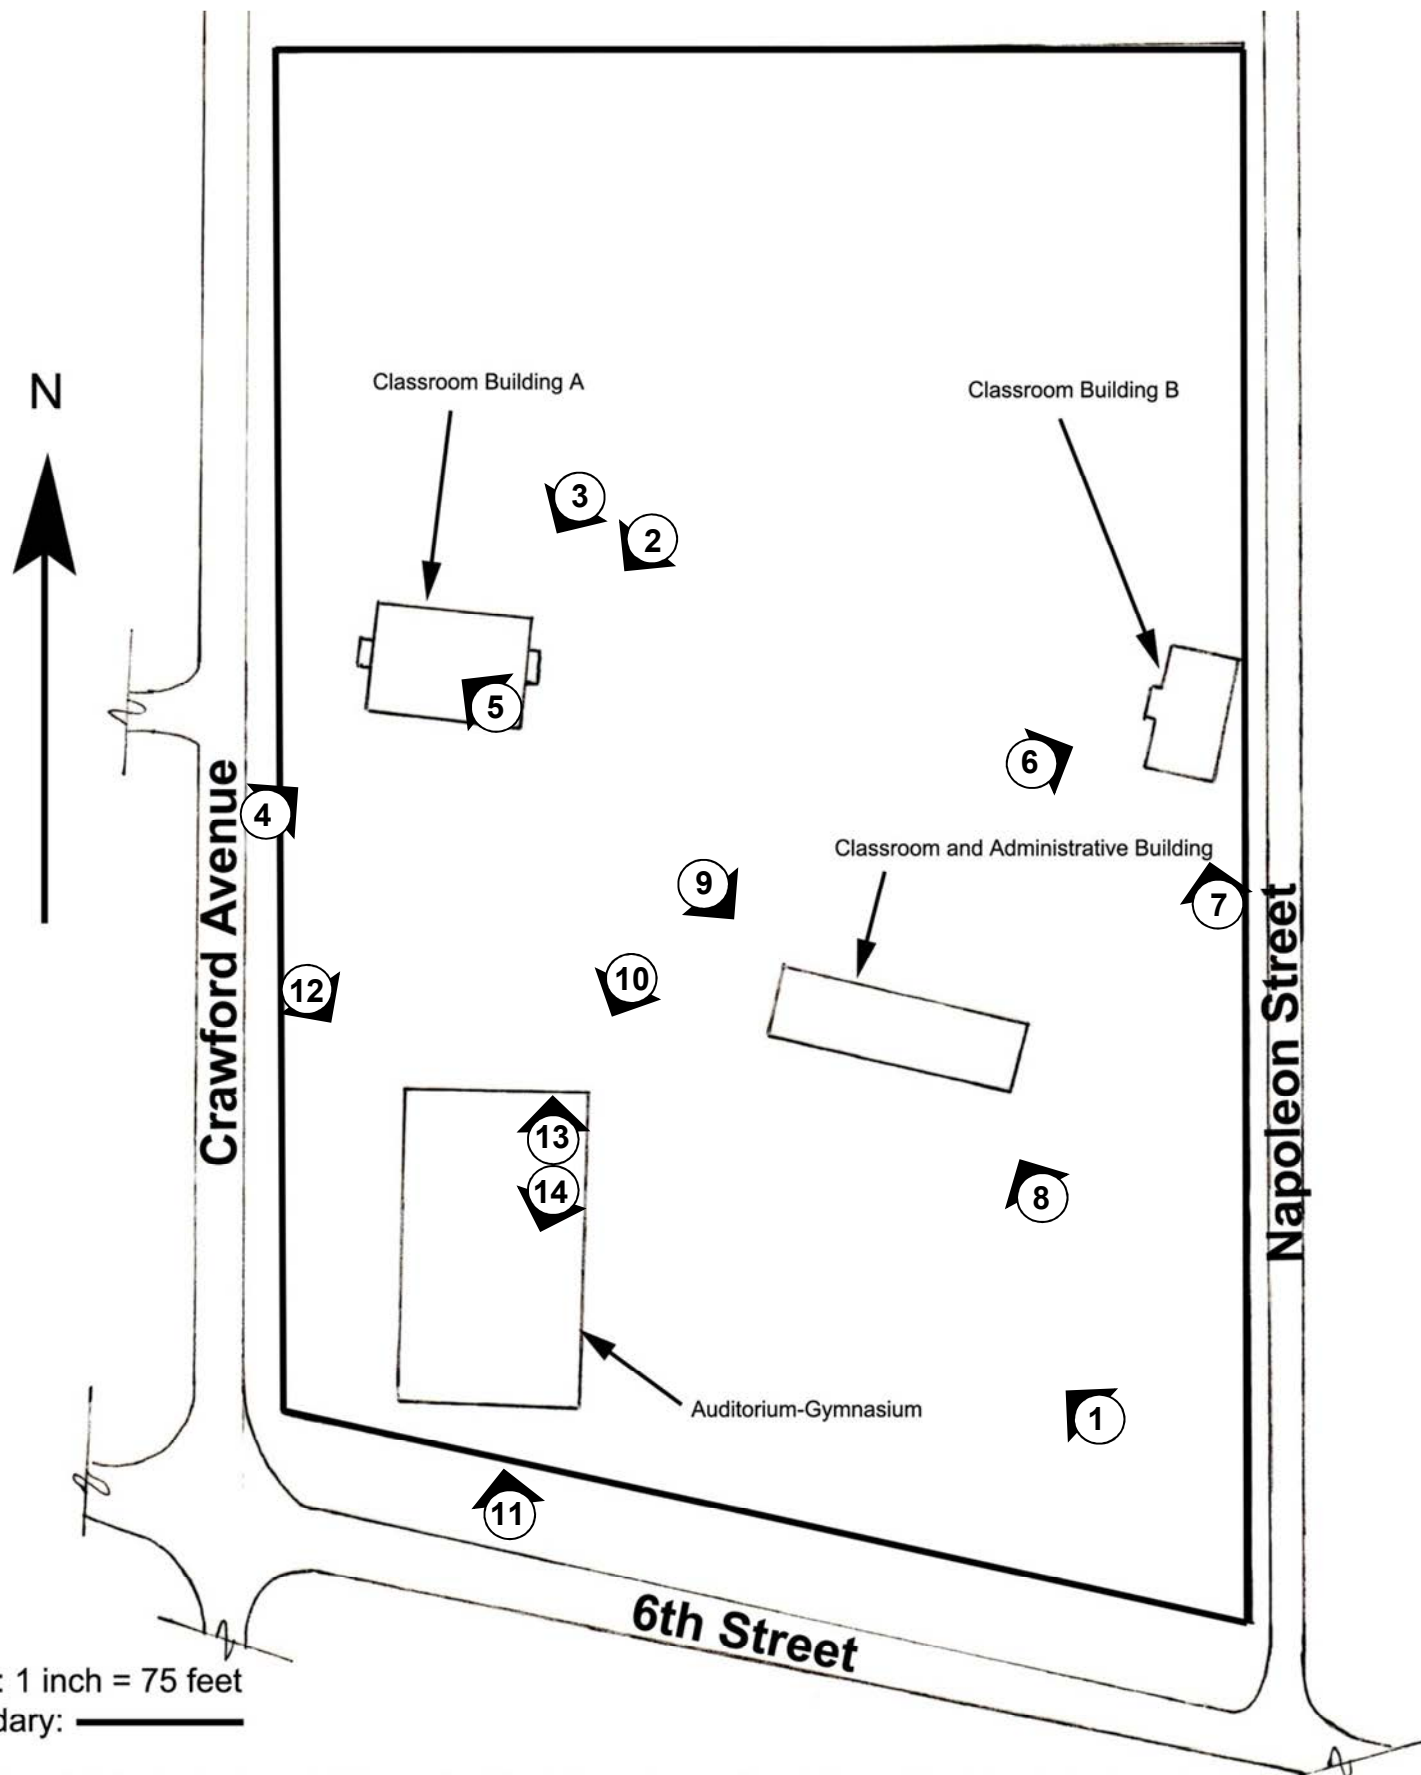 N
Classroom Building A
Classroom Building B
3
2
5
6
4
Classroom and Administrative Building
9
7
Crawford Avenue
Napoleon Street
12
10
13
14
8
Auditorium-Gymnasium
1
11
6th Street
: 1 inch = 75 feet
dary: